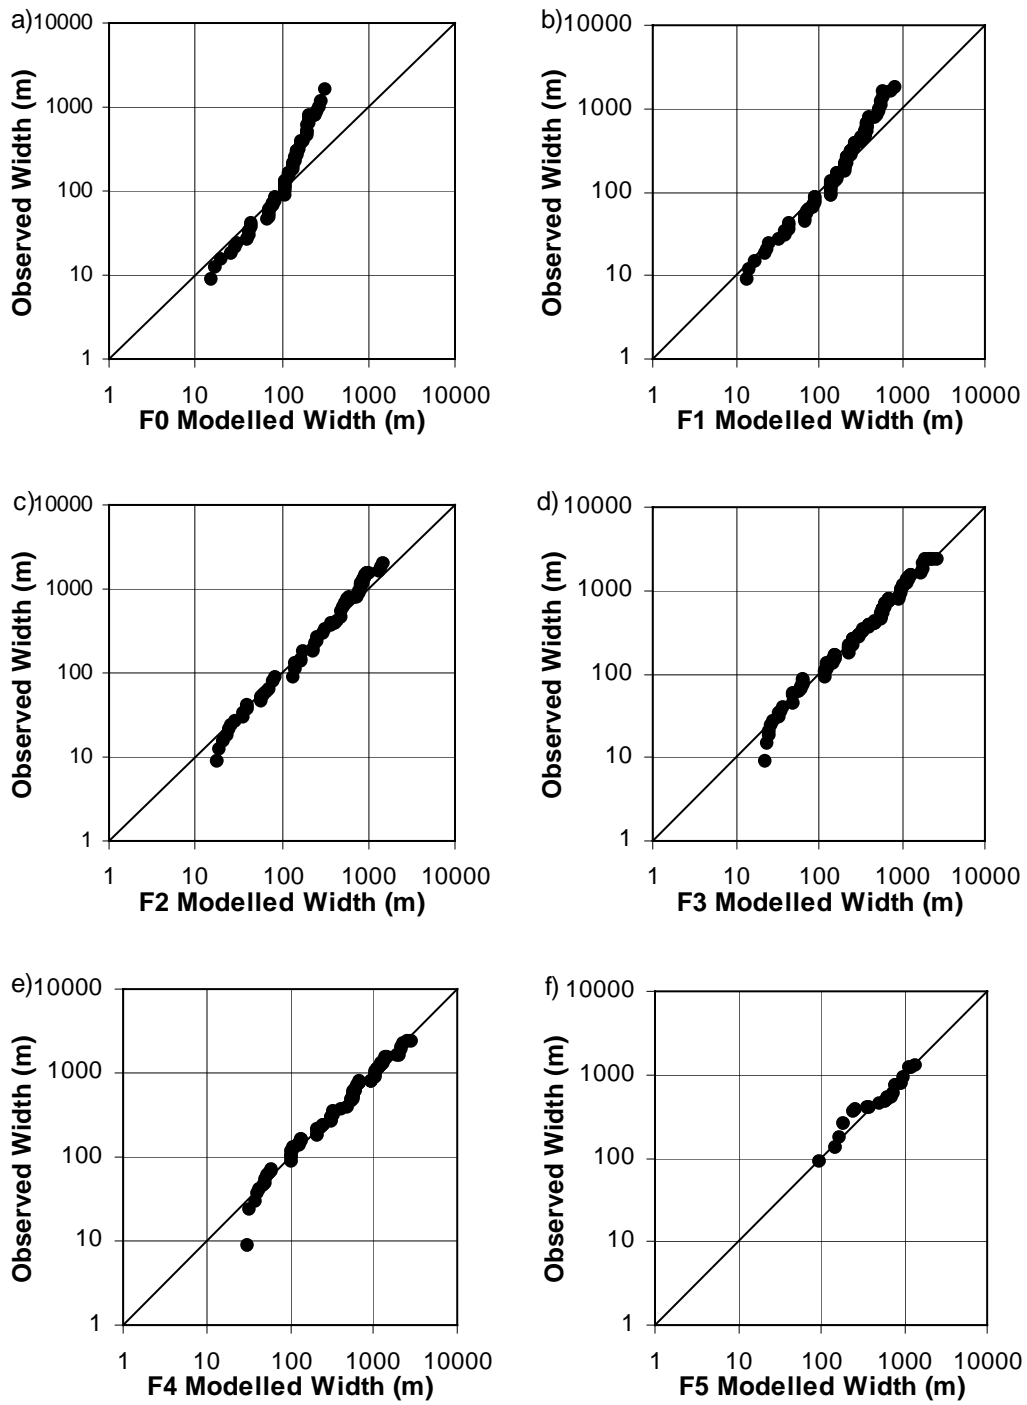 a)
10000
1000
100
10
1
1 10 100 1000 10000
Observed Width (m)
F0 Modelled Width (m)
b)
10000
1000
100
10
1
1 10 100 1000 10000
Observed Width (m)
F1 Modelled Width (m)
c)
10000
1000
100
10
1
1 10 100 1000 10000
Observed Width (m)
F2 Modelled Width (m)
d)
10000
1000
100
10
1
1 10 100 1000 10000
Observed Width (m)
F3 Modelled Width (m)
e)
10000
1000
100
10
1
1 10 100 1000 10000
Observed Width (m)
F4 Modelled Width (m)
f)
10000
1000
100
10
1
1 10 100 1000 10000
Observed Width (m)
F5 Modelled Width (m)